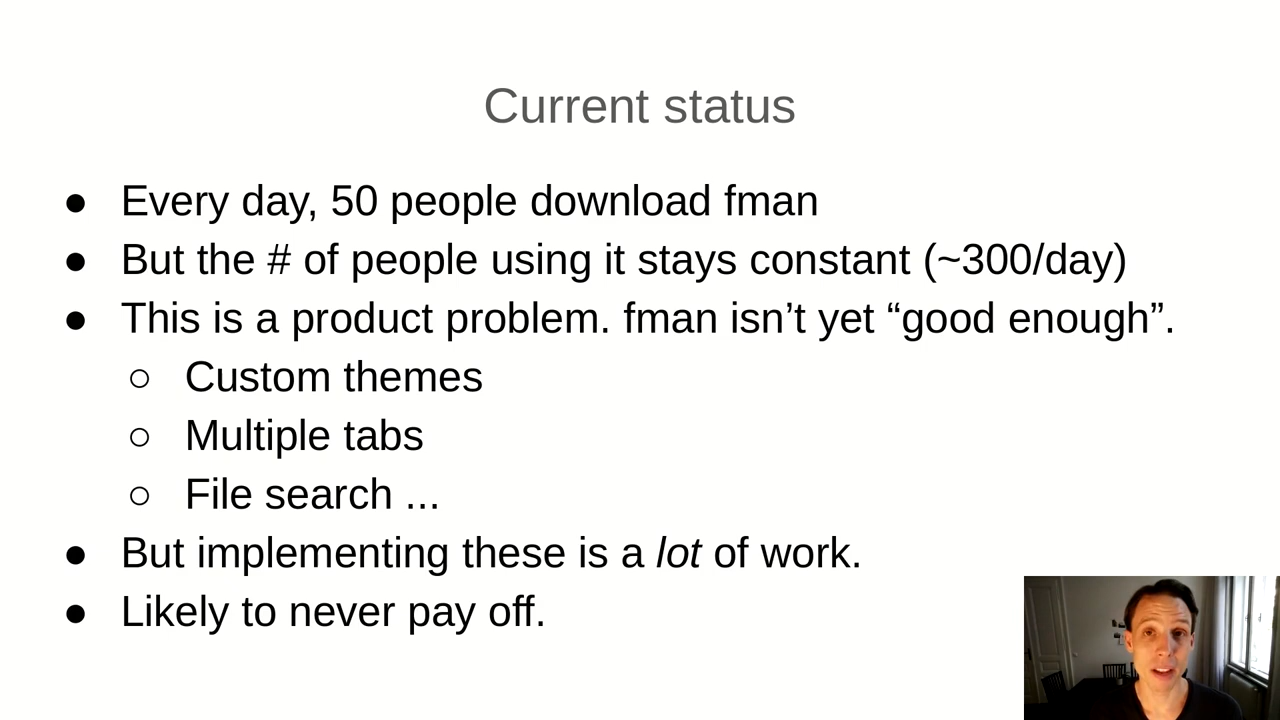 Current status
● Every day, 50 people download fman
● But the # of people using it stays constant (~300/day)
● This is a product problem. fman isn’t yet “good enough”.
○ Custom themes
○ Multiple tabs
○ File search ...
● But implementing these is a lot of work.
● Likely to never pay off.